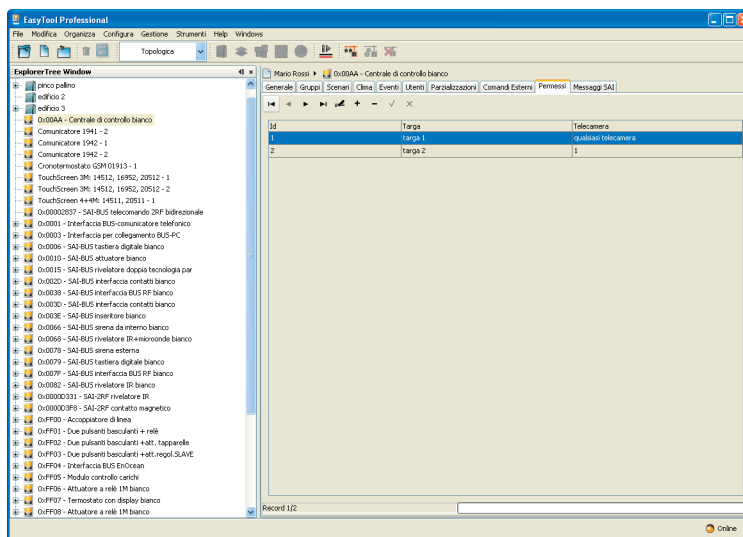 EasyTool Professional
File Modifica Organizza Configura Gestione Strumenti Help Windows
Topologica
ExplorerTree Window
pinco pallino
edificio 2
edificio 3
0x00AA - Centrale di controllo bianco
Comunicatore 1941 - 2
Comunicatore 1942 - 1
Comunicatore 1942 - 2
Cronotermostato GSM 01913 - 1
TouchScreen 3M: 14512, 16952, 20512 - 1
TouchScreen 3M: 14512, 16952, 20512 - 2
TouchScreen 4+4M: 14511, 20511 - 1
0x00002837 - SAI-BUS telecomando 2RF bidirezionale
0x0001 - Interfaccia BUS-comunicatore telefonico
0x0003 - Interfaccia per collegamento BUS-PC
0x0006 - SAI-BUS tastiera digitale bianco
0x0010 - SAI-BUS attuatore bianco
0x0015 - SAI-BUS rivelatore doppia tecnologia par
0x002D - SAI-BUS interfaccia contatti bianco
0x0038 - SAI-BUS interfaccia BUS RF bianco
0x003D - SAI-BUS interfaccia contatti bianco
0x003E - SAI-BUS inseritore bianco
0x0066 - SAI-BUS sirena da interno bianco
0x0068 - SAI-BUS rivelatore IR+microonde bianco
0x0078 - SAI-BUS sirena esterna
0x0079 - SAI-BUS tastiera digitale bianco
0x007F - SAI-BUS interfaccia BUS RF bianco
0x0082 - SAI-BUS rivelatore IR bianco
0x0000D331 - SAI-2RF rivelatore IR
0x0000D3F8 - SAI-2RF contatto magnetico
0xFF00 - Accoppiatore di linea
0xFF01 - Due pulsanti basculanti + relè
0xFF02 - Due pulsanti basculanti +att. tapparelle
0xFF03 - Due pulsanti basculanti +att.regol.SLAVE
0xFF04 - Interfaccia BUS EnOcean
0xFF05 - Modulo controllo carichi
0xFF06 - Attuatore a relè 1M bianco
0xFF07 - Termostato con display bianco
0xFF08 - Attuatore a relè 1M bianco
Mario Rossi 0x00AA - Centrale di controllo bianco
Generale Gruppi Scenari Clima Eventi Utenti Parzializzazioni Comandi Esterni Permessi Messaggi SAI
Id Targa Telecamera
1 targa 1 qualsiasi telecamera
2 targa 2 1
Record 1/2
Online